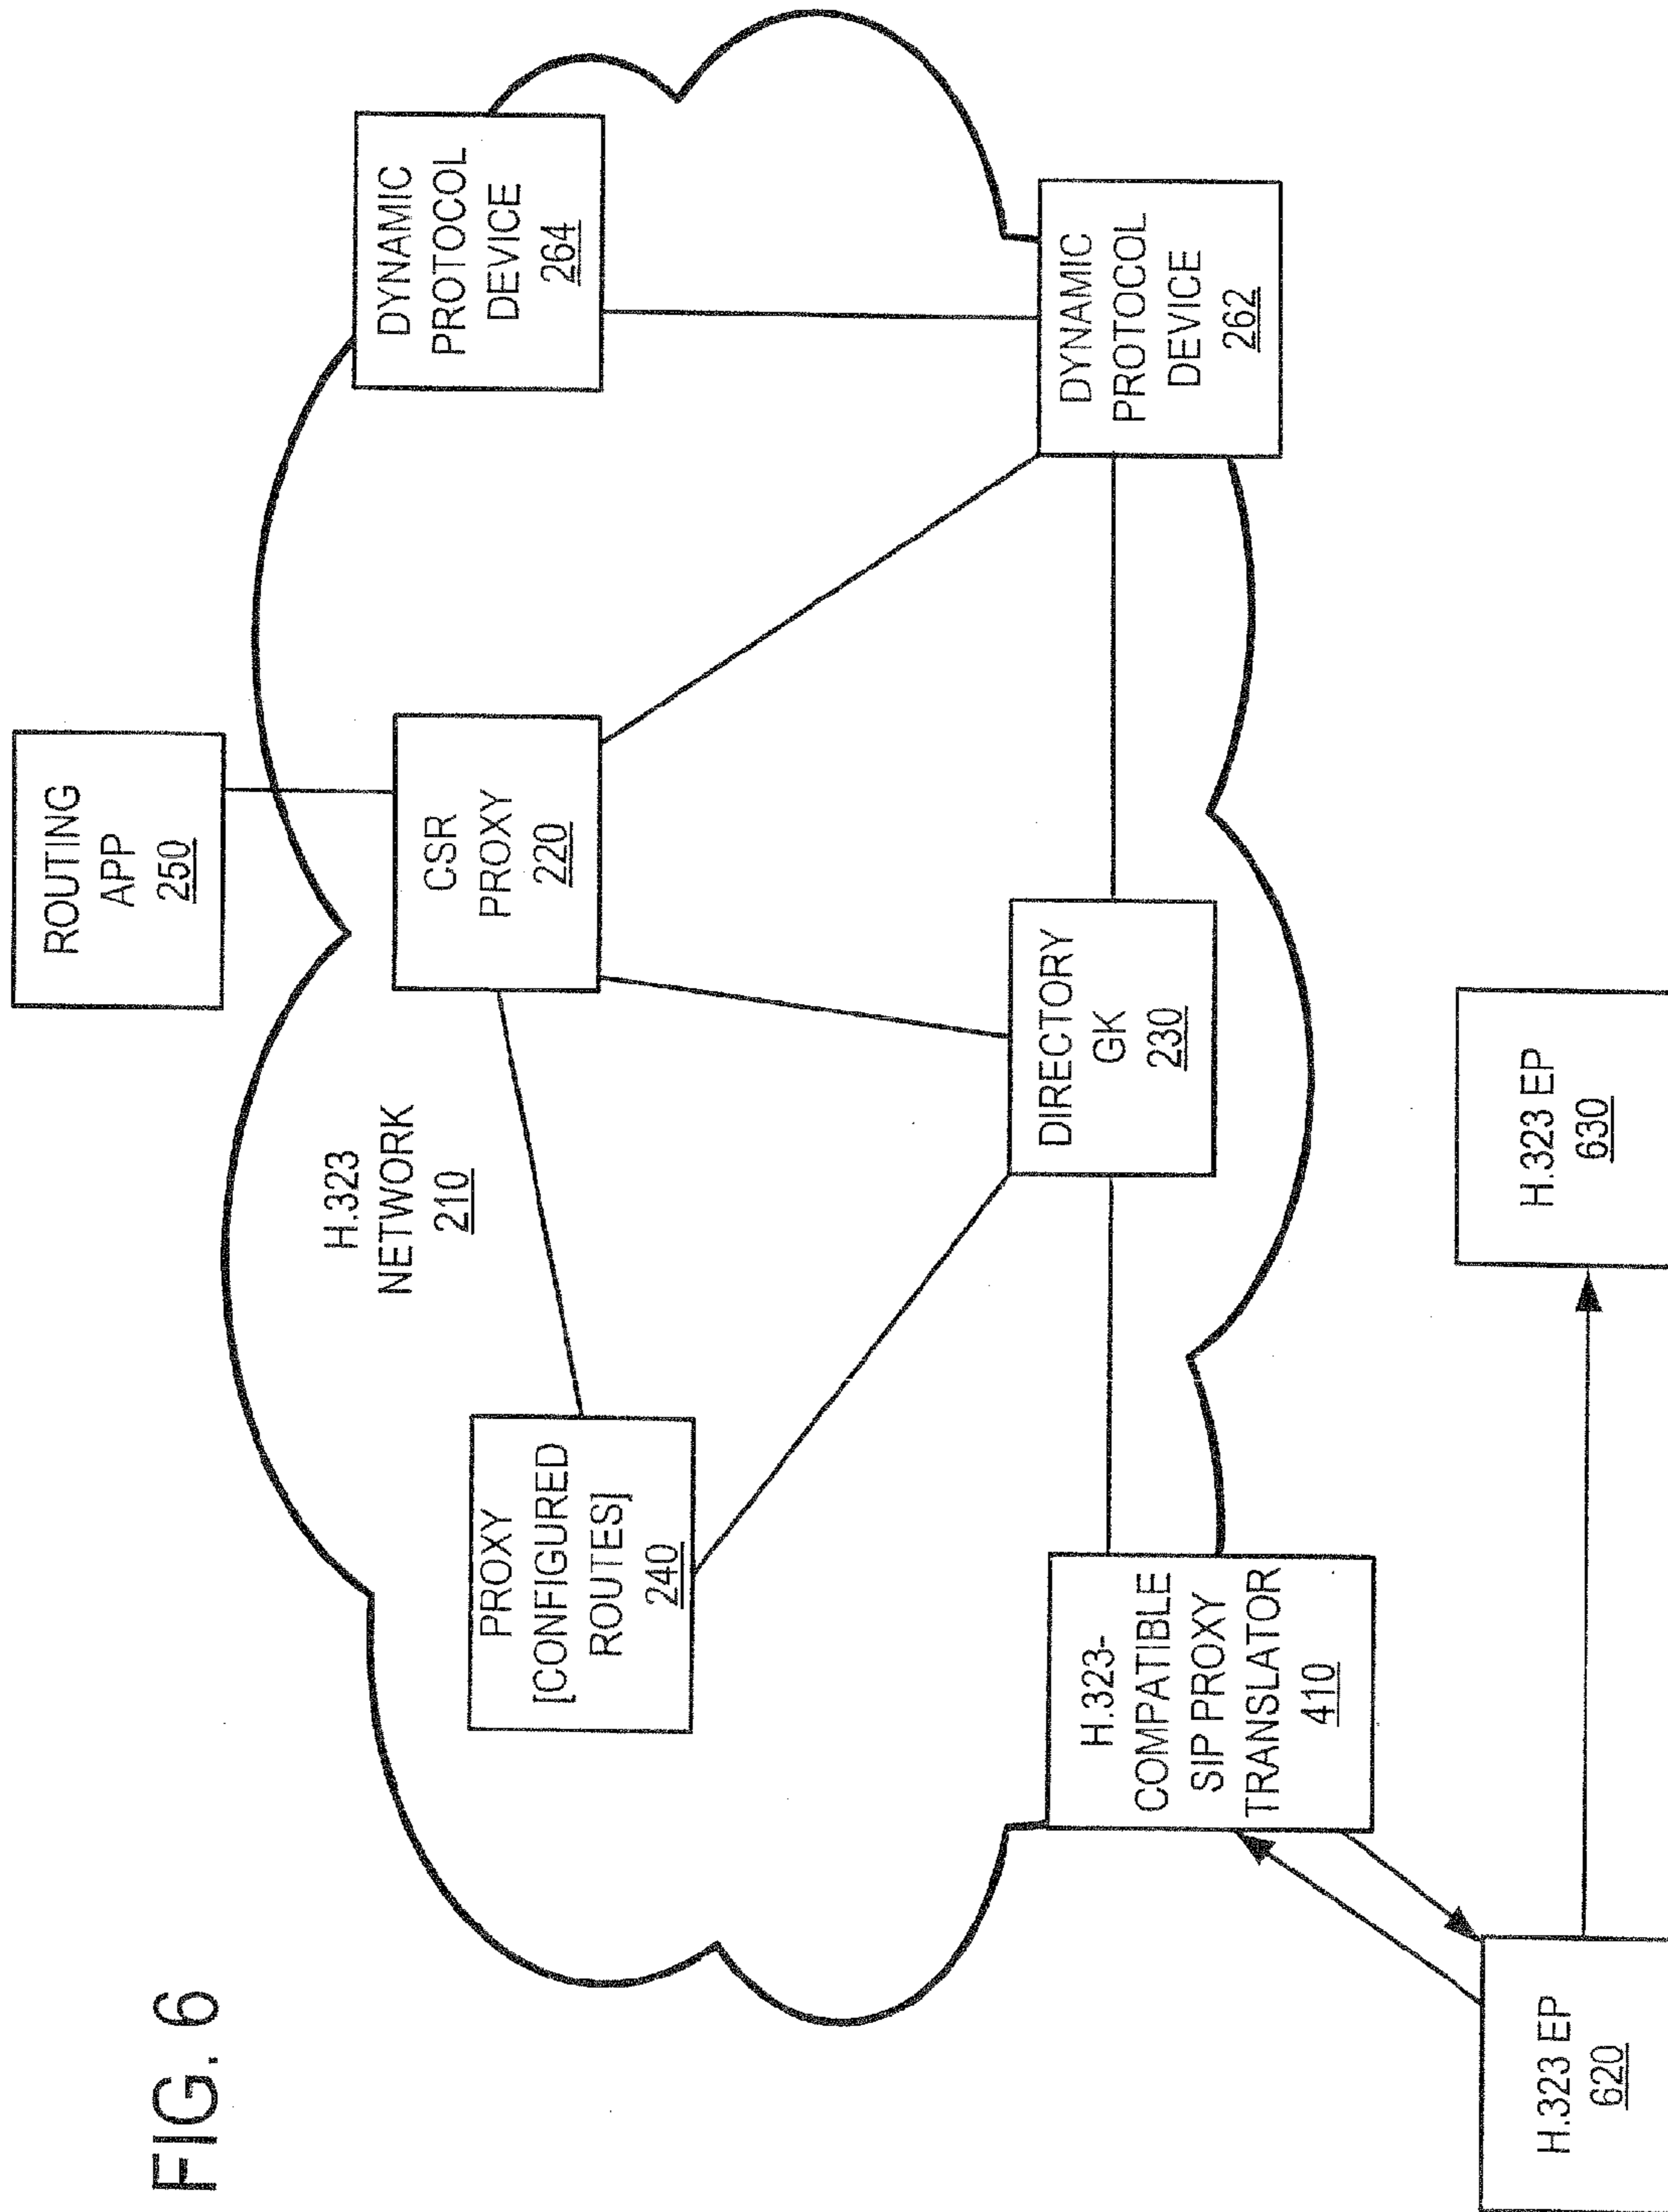 FIG. 6
ROUTING
APP
250
H.323
NETWORK
210
CSR
PROXY
220
DYNAMIC
PROTOCOL
DEVICE
264
PROXY
[CONFIGURED
ROUTES]
240
DIRECTORY
GK
230
DYNAMIC
PROTOCOL
DEVICE
262
H.323-
COMPATIBLE
SIP PROXY
TRANSLATOR
410
H.323 EP
620
H.323 EP
630